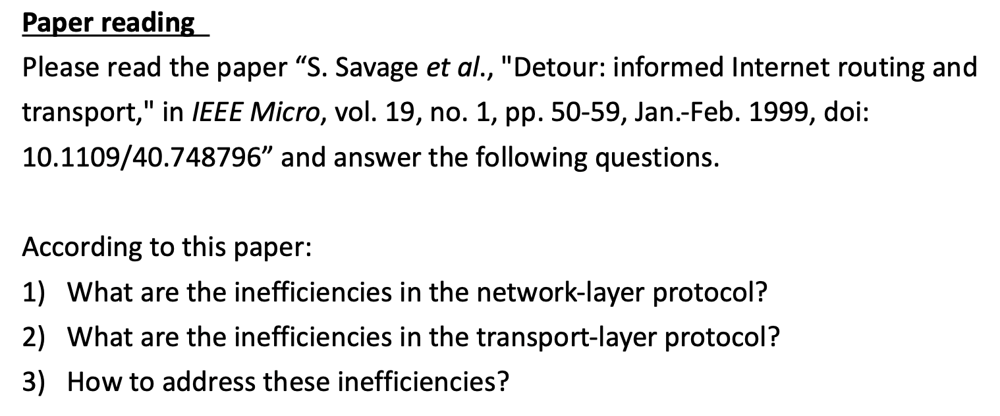 Paper reading
Please read the paper “S. Savage et al., "Detour: informed Internet routing and
transport," in IEEE Micro, vol. 19, no. 1, pp. 50-59, Jan.-Feb. 1999, doi:
10.1109/40.748796” and answer the following questions.
According to this paper:
1) What are the inefficiencies in the network-layer protocol?
2) What are the inefficiencies in the transport-layer protocol?
3) How to address these inefficiencies?